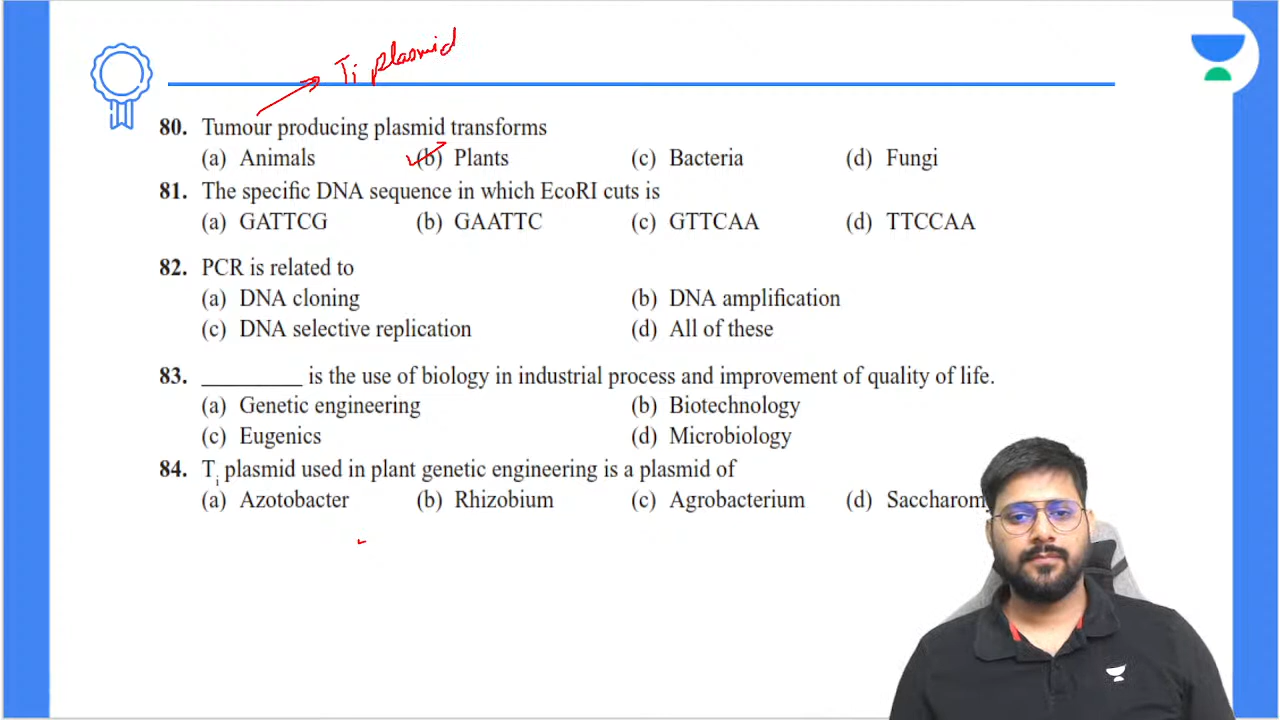 Ti plasmid
80. Tumour producing plasmid transforms
(a) Animals (b) Plants (c) Bacteria (d) Fungi
81. The specific DNA sequence in which EcoRI cuts is
(a) GATTCG (b) GAATTC (c) GTTCAA (d) TTCCAA
82. PCR is related to
(a) DNA cloning (b) DNA amplification
(c) DNA selective replication (d) All of these
83. _________ is the use of biology in industrial process and improvement of quality of life.
(a) Genetic engineering (b) Biotechnology
(c) Eugenics (d) Microbiology
84. Ti plasmid used in plant genetic engineering is a plasmid of
(a) Azotobacter (b) Rhizobium (c) Agrobacterium (d)